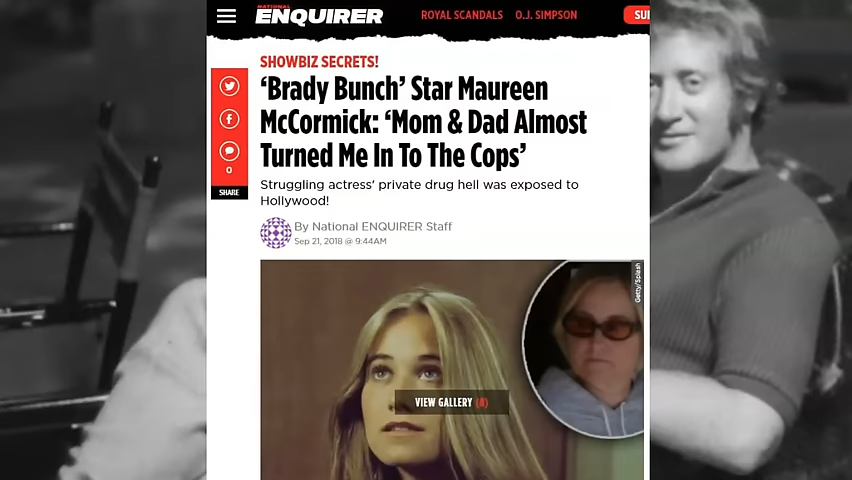 NATIONAL
ENQUIRER
ROYAL SCANDALS O.J. SIMPSON
SHOWBIZ SECRETS!
‘Brady Bunch’ Star Maureen
McCormick: ‘Mom & Dad Almost
Turned Me In To The Cops’
Struggling actress’ private drug hell was exposed to
Hollywood!
By National ENQUIRER Staff
Sep 21, 2018 @ 9:44AM
0
SHARE
Getty/Splash
VIEW GALLERY